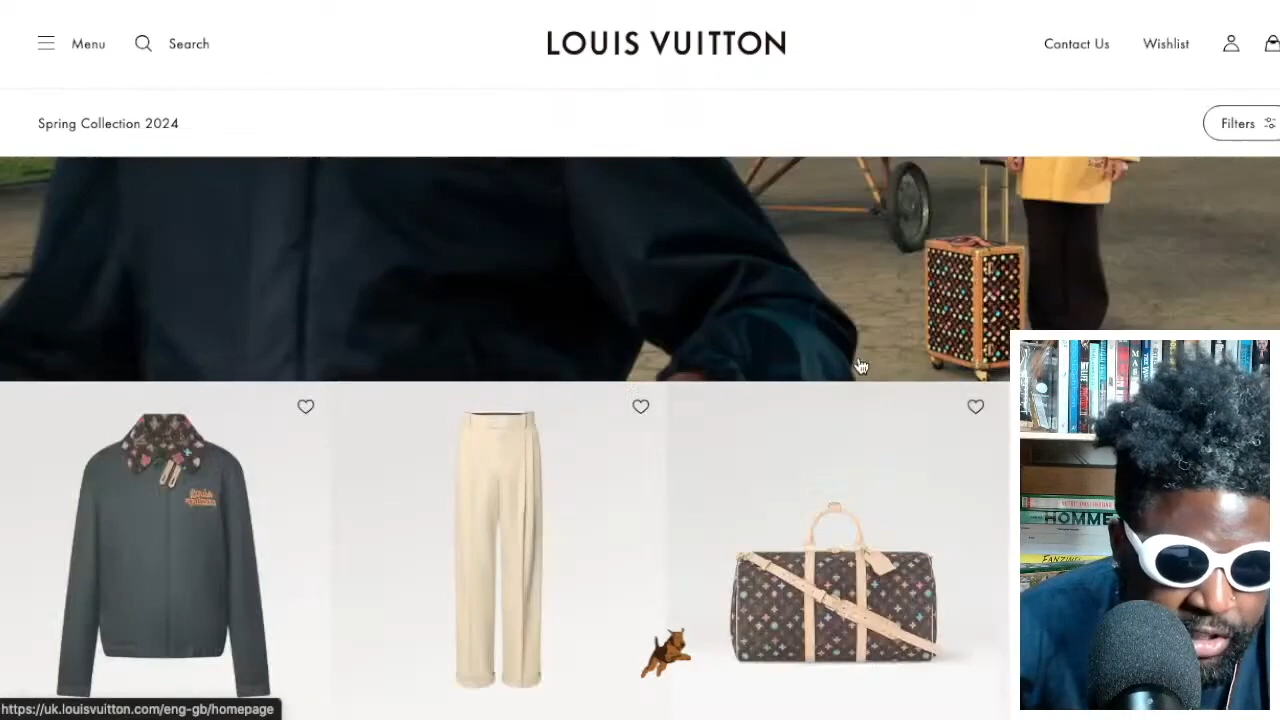 Menu
Search
LOUIS VUITTON
Contact Us
Wishlist
Spring Collection 2024
Filters
HOMME
FANZINE
https://uk.louisvuitton.com/eng-gb/homepage